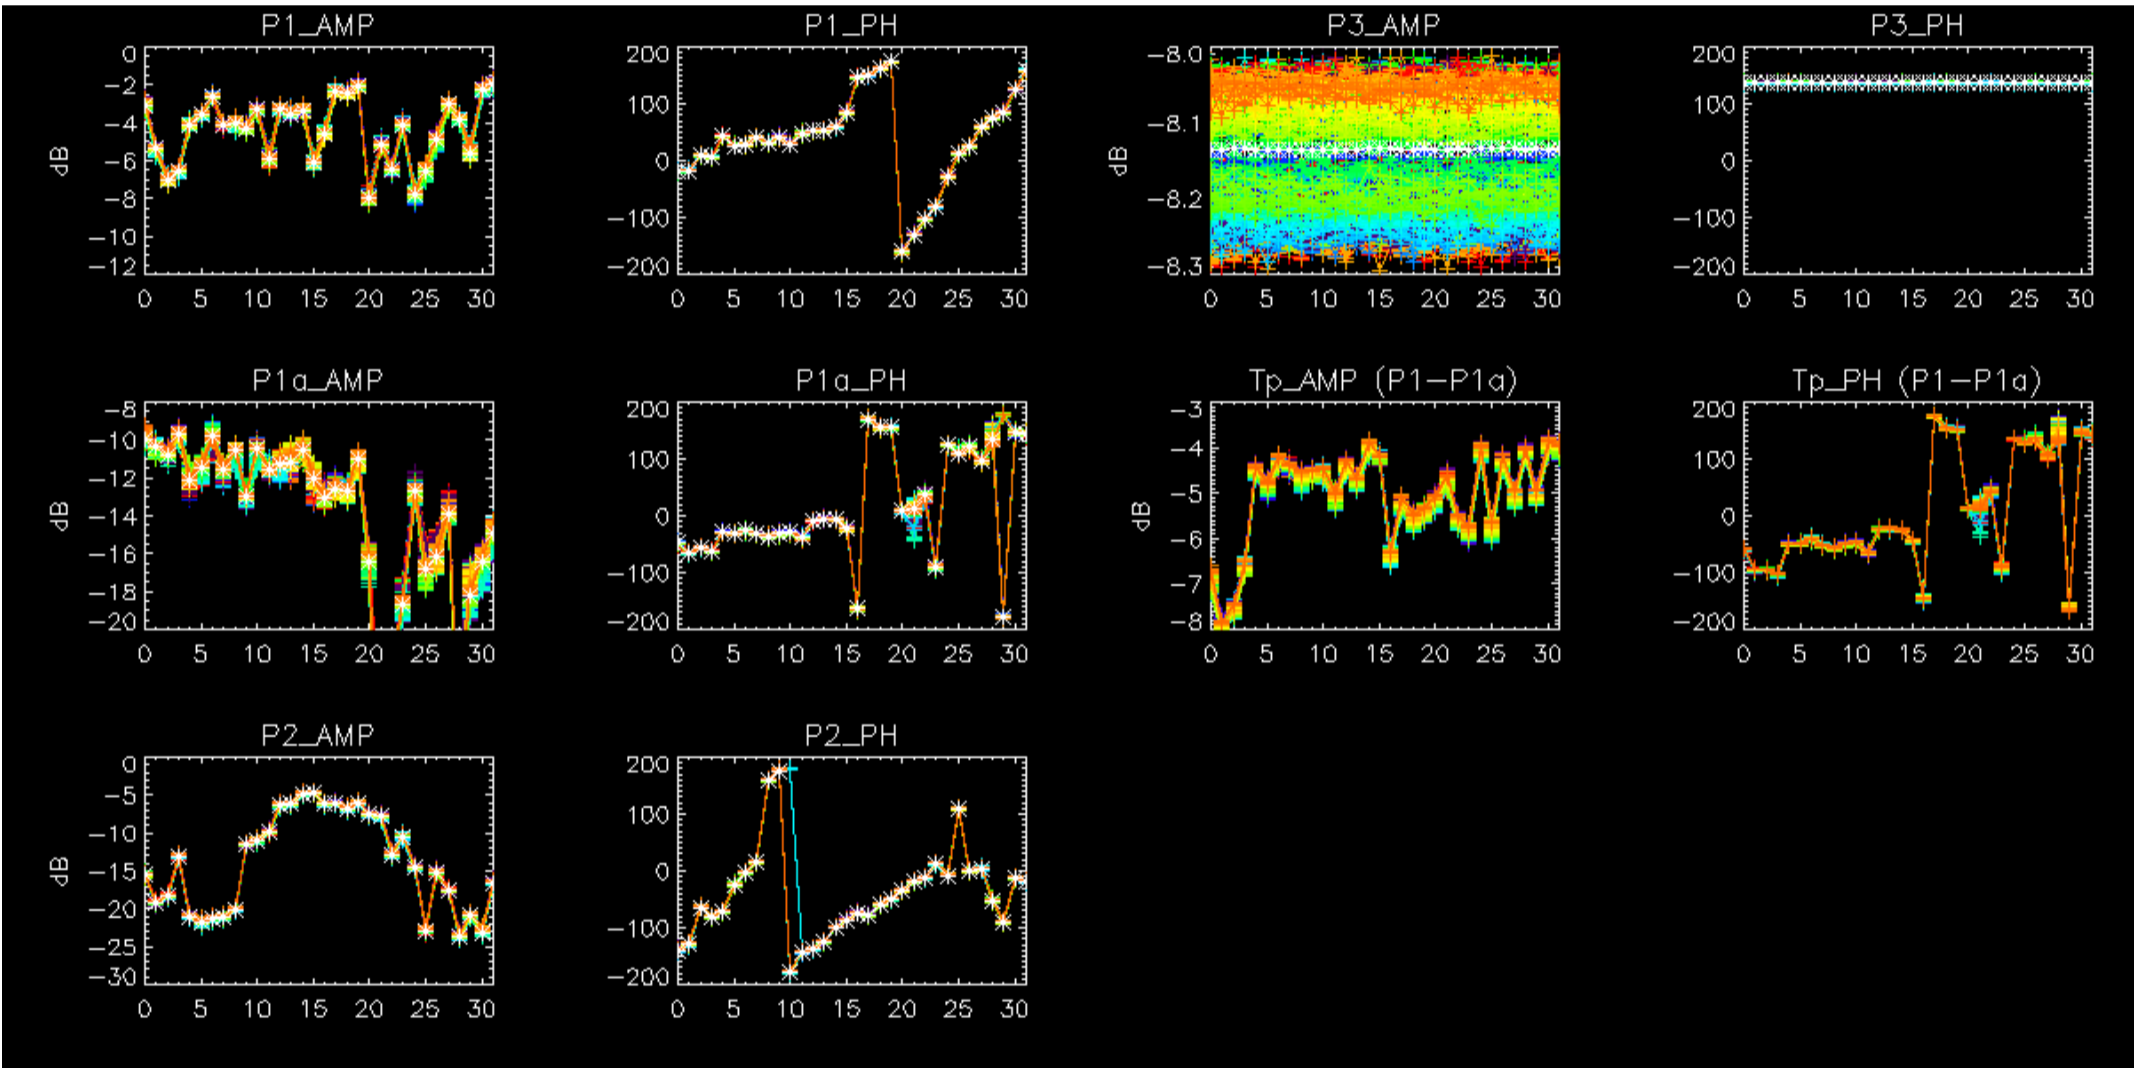 P1_AMP
dB
0
−2
−4
−6
−8
−10
−12
0 5 10 15 20 25 30
P1_PH
200
100
0
−100
−200
0 5 10 15 20 25 30
P3_AMP
dB
−8.0
−8.1
−8.2
−8.3
0 5 10 15 20 25 30
P3_PH
200
100
0
−100
−200
0 5 10 15 20 25 30
P1a_AMP
dB
−8
−10
−12
−14
−16
−18
−20
0 5 10 15 20 25 30
P1a_PH
200
100
0
−100
−200
0 5 10 15 20 25 30
Tp_AMP (P1−P1a)
dB
−3
−4
−5
−6
−7
−8
0 5 10 15 20 25 30
Tp_PH (P1−P1a)
200
100
0
−100
−200
0 5 10 15 20 25 30
P2_AMP
dB
0
−5
−10
−15
−20
−25
−30
0 5 10 15 20 25 30
P2_PH
200
100
0
−100
−200
0 5 10 15 20 25 30